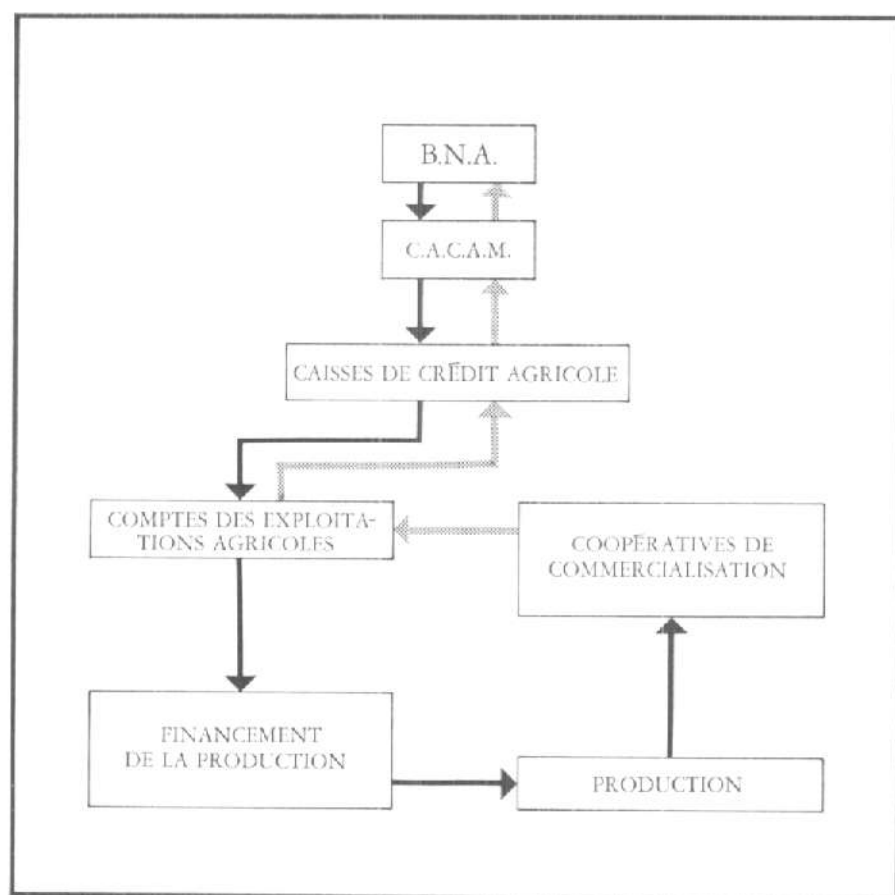 B.N.A.
C.A.C.A.M.
CAISSES DE CRÉDIT AGRICOLE
COMPTES DES EXPLOITA-
TIONS AGRICOLES
COOPÉRATIVES DE
COMMERCIALISATION
FINANCEMENT
DE LA PRODUCTION
PRODUCTION